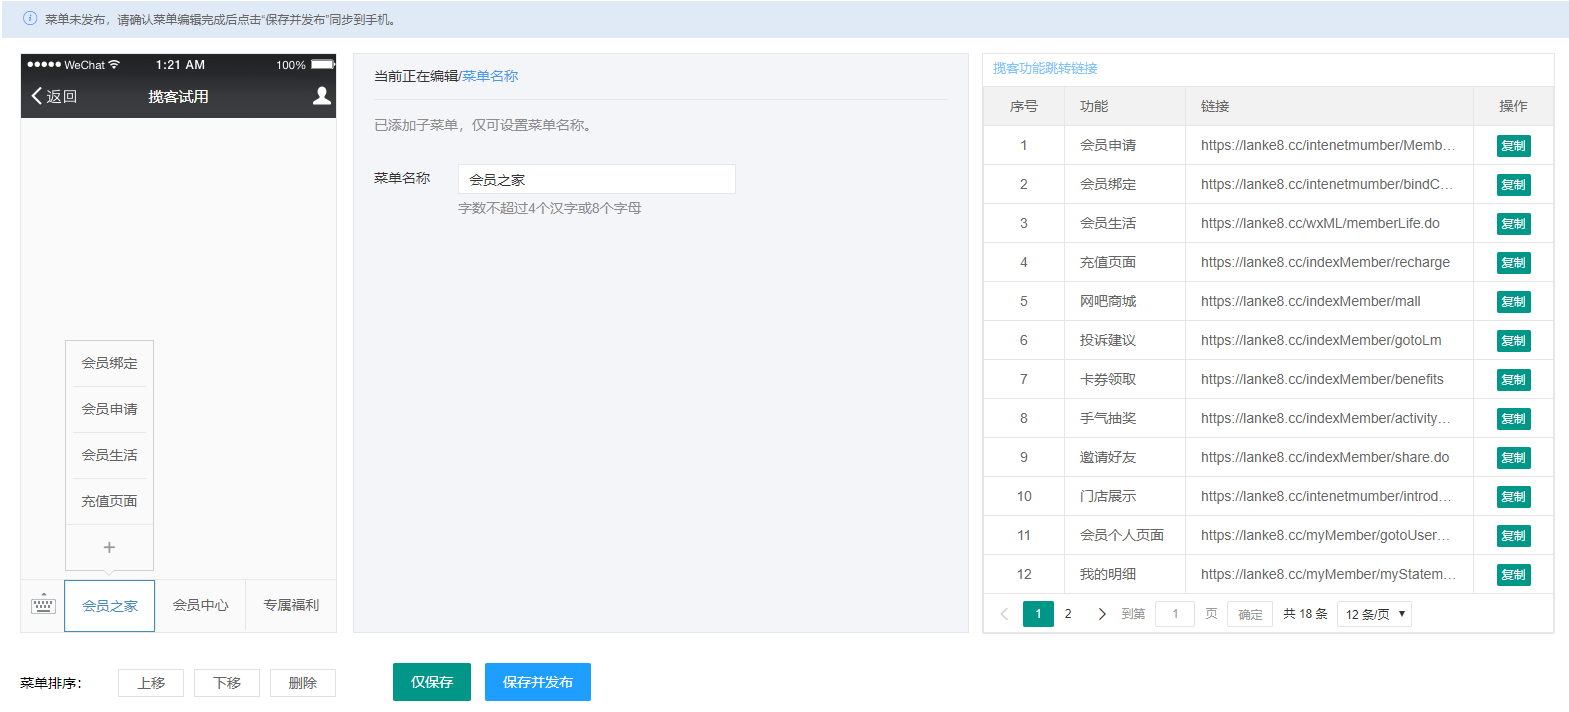 菜单未发布，请确认菜单编辑完成后点击“保存并发布”同步到手机。
WeChat 1:21 AM 100%
返回 揽客试用
会员绑定
会员申请
会员生活
充值页面
+
会员之家 会员中心 专属福利
当前正在编辑/菜单名称
已添加子菜单，仅可设置菜单名称。
菜单名称 会员之家
字数不超过4个汉字或8个字母
揽客功能跳转链接
序号 功能 链接 操作
1 会员申请 https://lanke8.cc/intenetmumber/Memb... 复制
2 会员绑定 https://lanke8.cc/intenetmumber/bindC... 复制
3 会员生活 https://lanke8.cc/wxML/memberLife.do 复制
4 充值页面 https://lanke8.cc/indexMember/recharge 复制
5 网吧商城 https://lanke8.cc/indexMember/mall 复制
6 投诉建议 https://lanke8.cc/indexMember/gotoLm 复制
7 卡券领取 https://lanke8.cc/indexMember/benefits 复制
8 手气抽奖 https://lanke8.cc/indexMember/activity... 复制
9 邀请好友 https://lanke8.cc/indexMember/share.do 复制
10 门店展示 https://lanke8.cc/intenetmumber/introd... 复制
11 会员个人页面 https://lanke8.cc/myMember/gotoUser... 复制
12 我的明细 https://lanke8.cc/myMember/myStatem... 复制
1 2 到第 1 页 确定 共 18 条 12 条/页
菜单排序： 上移 下移 删除 仅保存 保存并发布